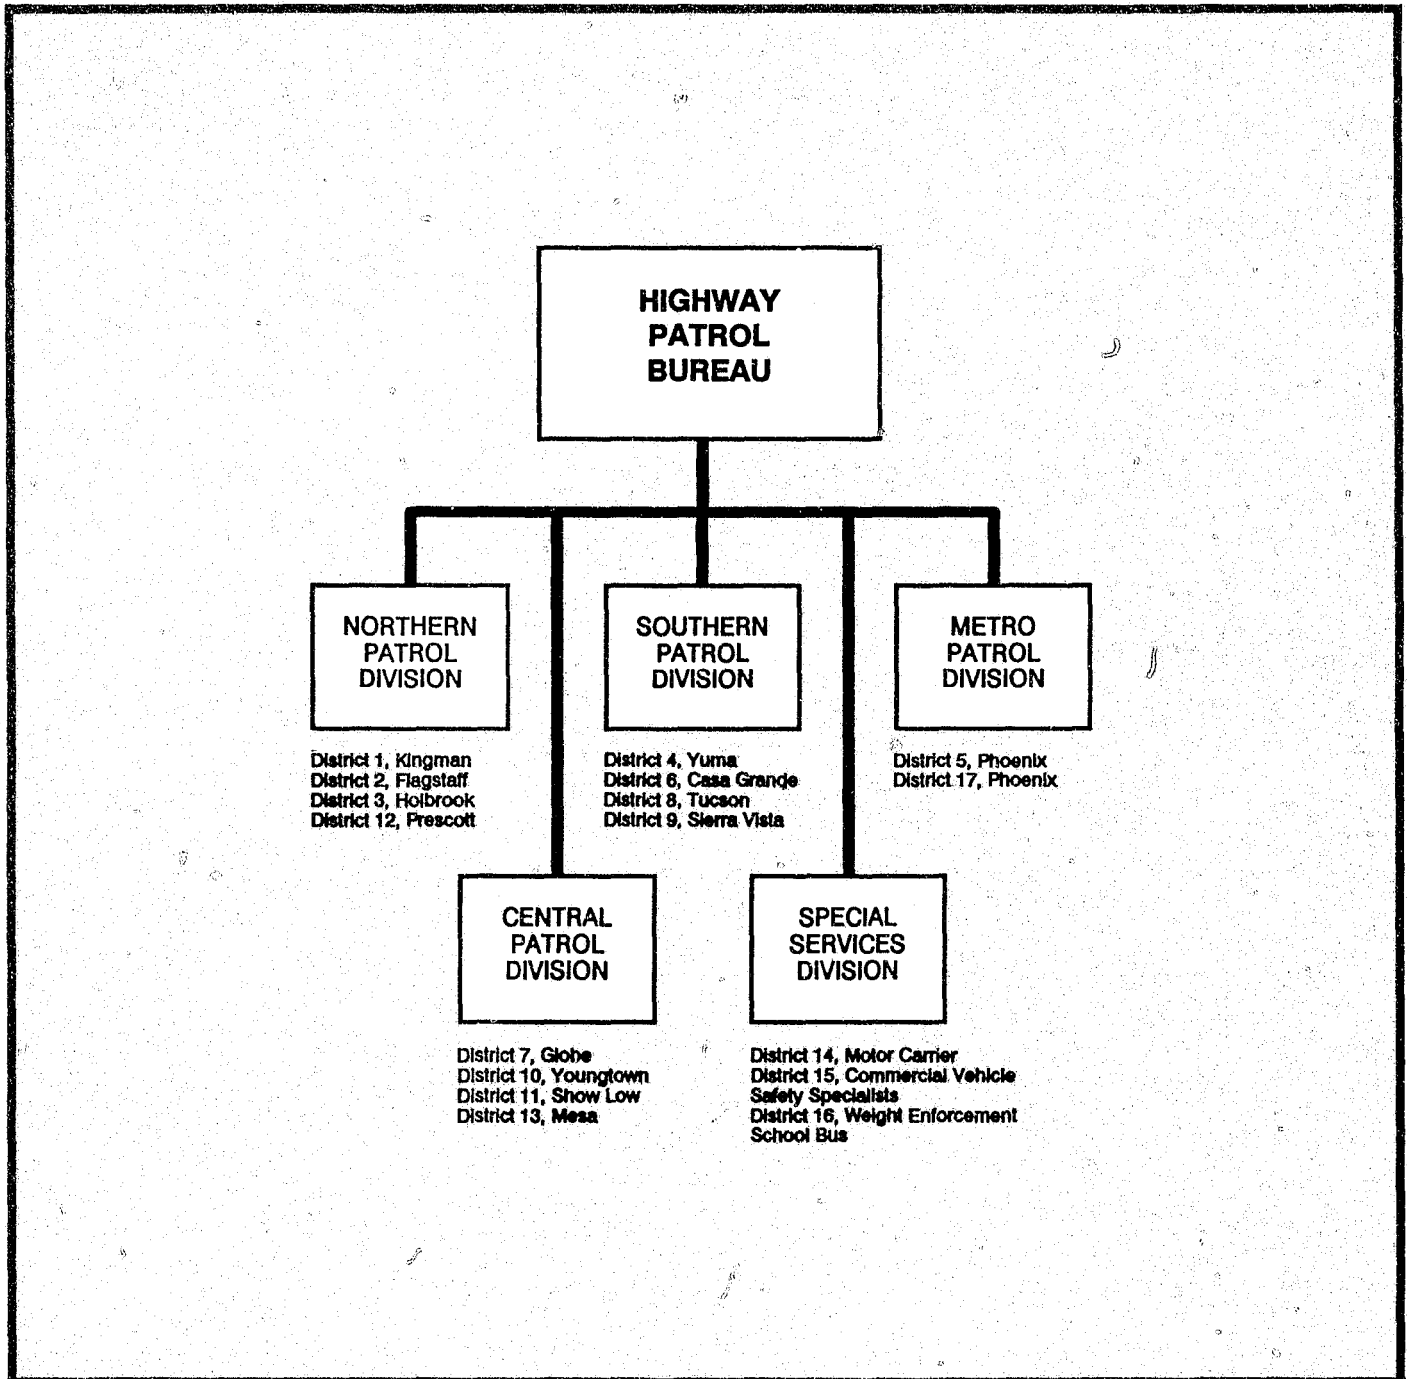 HIGHWAY
PATROL
BUREAU
NORTHERN
PATROL
DIVISION
District 1, Kingman
District 2, Flagstaff
District 3, Holbrook
District 12, Prescott
SOUTHERN
PATROL
DIVISION
District 4, Yuma
District 6, Casa Grande
District 8, Tucson
District 9, Sierra Vista
METRO
PATROL
DIVISION
District 5, Phoenix
District 17, Phoenix
CENTRAL
PATROL
DIVISION
District 7, Globe
District 10, Youngtown
District 11, Show Low
District 13, Mesa
SPECIAL
SERVICES
DIVISION
District 14, Motor Carrier
District 15, Commercial Vehicle
Safety Specialists
District 16, Weight Enforcement
School Bus